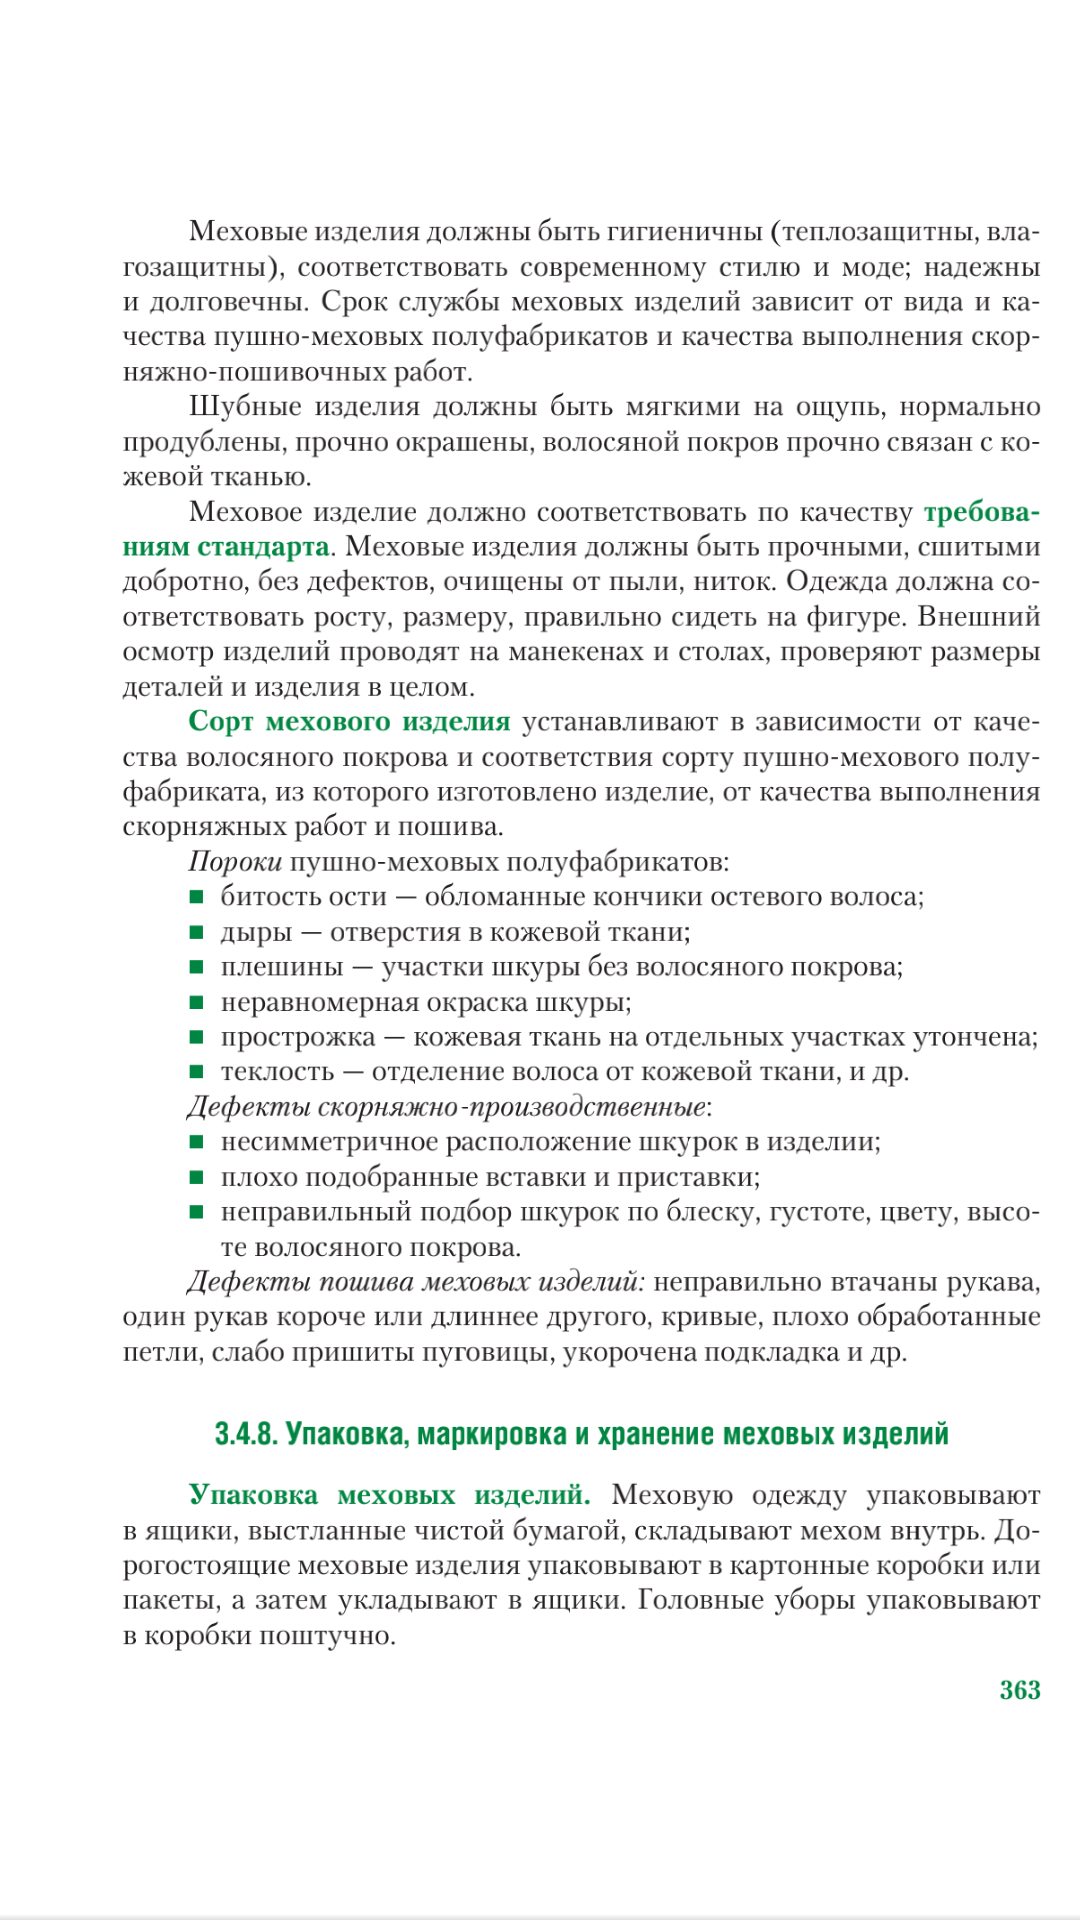 Меховые изделия должны быть гигиеничны (теплозащитны, вла-
гозащитны), соответствовать современному стилю и моде; надежны
и долговечны. Срок службы меховых изделий зависит от вида и ка-
чества пушно-меховых полуфабрикатов и качества выполнения скор-
няжно-пошивочных работ.
Шубные изделия должны быть мягкими на ощупь, нормально
продублены, прочно окрашены, волосяной покров прочно связан с ко-
жевой тканью.
Меховое изделие должно соответствовать по качеству требова-
ниям стандарта. Меховые изделия должны быть прочными, сшитыми
добротно, без дефектов, очищены от пыли, ниток. Одежда должна со-
ответствовать росту, размеру, правильно сидеть на фигуре. Внешний
осмотр изделий проводят на манекенах и столах, проверяют размеры
деталей и изделия в целом.
Сорт мехового изделия устанавливают в зависимости от каче-
ства волосяного покрова и соответствия сорту пушно-мехового полу-
фабриката, из которого изготовлено изделие, от качества выполнения
скорняжных работ и пошива.
Пороки пушно-меховых полуфабрикатов:
■ битость ости — обломанные кончики остевого волоса;
■ дыры — отверстия в кожевой ткани;
■ плешины — участки шкуры без волосяного покрова;
■ неравномерная окраска шкуры;
■ прострожка — кожевая ткань на отдельных участках утончена;
■ теклость — отделение волоса от кожевой ткани, и др.
Дефекты скорняжно-производственные:
■ несимметричное расположение шкурок в изделии;
■ плохо подобранные вставки и приставки;
■ неправильный подбор шкурок по блеску, густоте, цвету, высо-
те волосяного покрова.
Дефекты пошива меховых изделий: неправильно втачаны рукава,
один рукав короче или длиннее другого, кривые, плохо обработанные
петли, слабо пришиты пуговицы, укорочена подкладка и др.
3.4.8. Упаковка, маркировка и хранение меховых изделий
Упаковка меховых изделий. Меховую одежду упаковывают
в ящики, выстланные чистой бумагой, складывают мехом внутрь. До-
рогостоящие меховые изделия упаковывают в картонные коробки или
пакеты, а затем укладывают в ящики. Головные уборы упаковывают
в коробки поштучно.
363